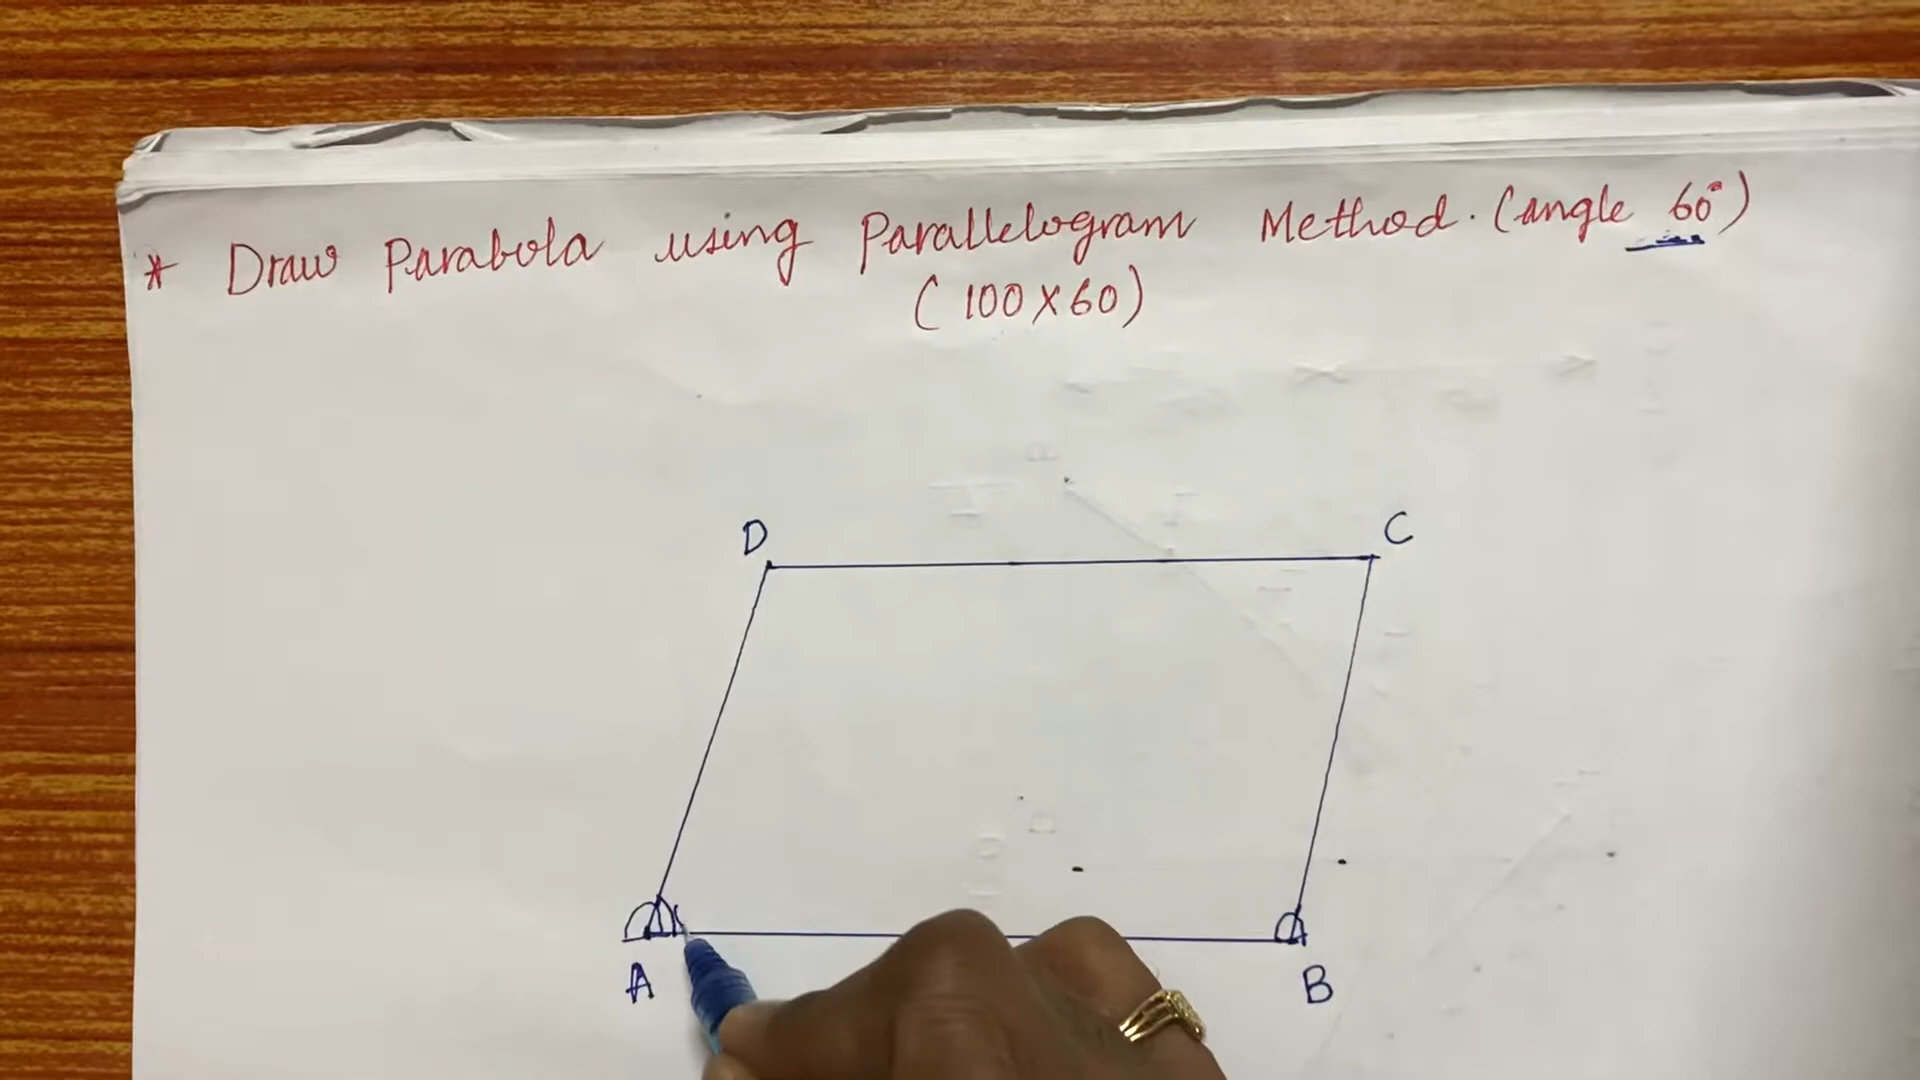 * Draw Parabola using Parallelogram Method. (angle 60°)
(100 X 60)
D
C
A
B